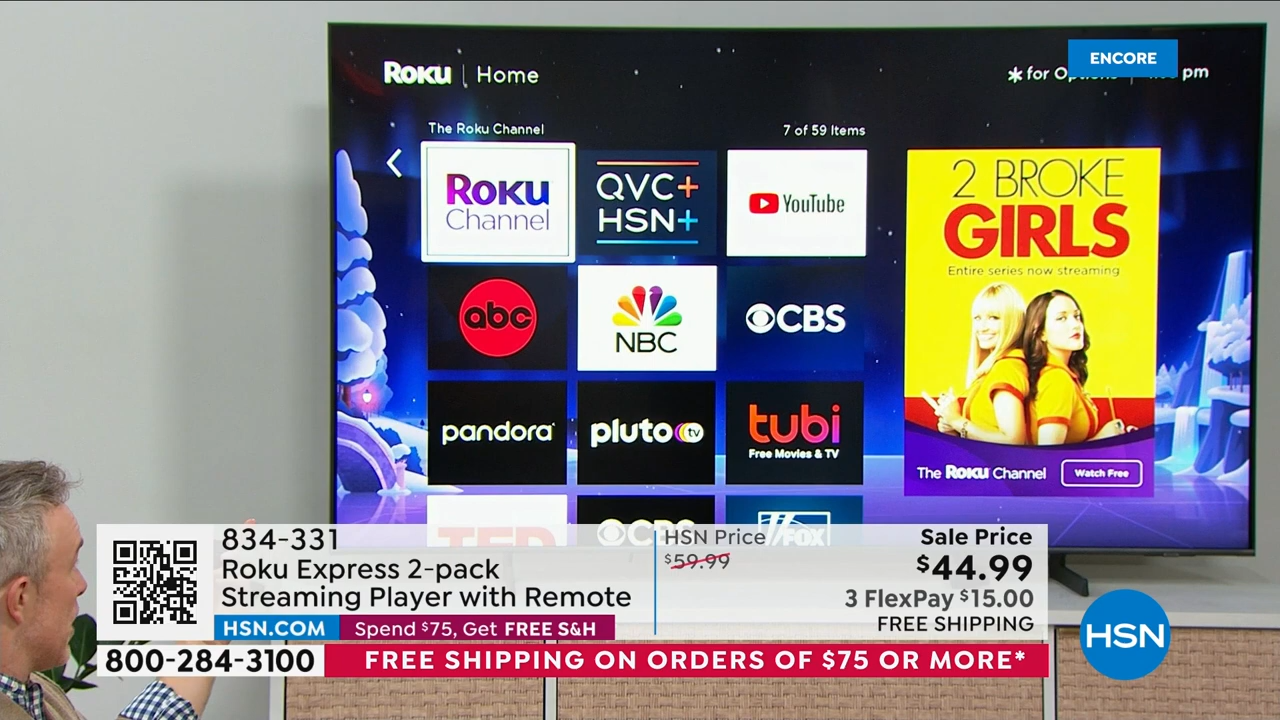 ENCORE
Roku | Home
* for Options
pm
The Roku Channel
7 of 59 Items
Roku
Channel
QVC+
HSN+
YouTube
2 BROKE
GIRLS
Entire series now streaming
abc
NBC
CBS
pandora
pluto tv
tubi
Free Movies & TV
The Roku Channel
Watch Free
TED
CBS
FOX
834-331
Roku Express 2-pack
Streaming Player with Remote
HSN.COM
Spend $75, Get FREE S&H
HSN Price
$59.99
Sale Price
$44.99
3 FlexPay $15.00
FREE SHIPPING
800-284-3100
FREE SHIPPING ON ORDERS OF $75 OR MORE*
HSN